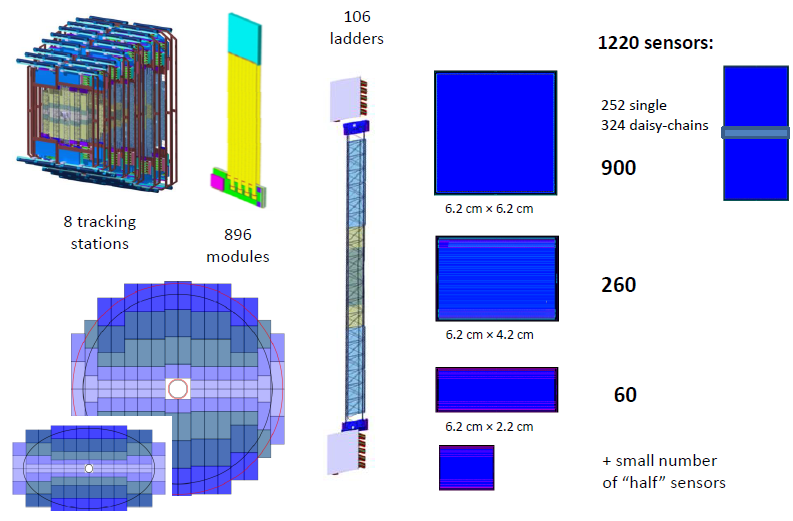 106
ladders
1220 sensors:
252 single
324 daisy-chains
900
6.2 cm × 6.2 cm
8 tracking
stations
896
modules
260
6.2 cm × 4.2 cm
60
6.2 cm × 2.2 cm
+ small number
of “half” sensors